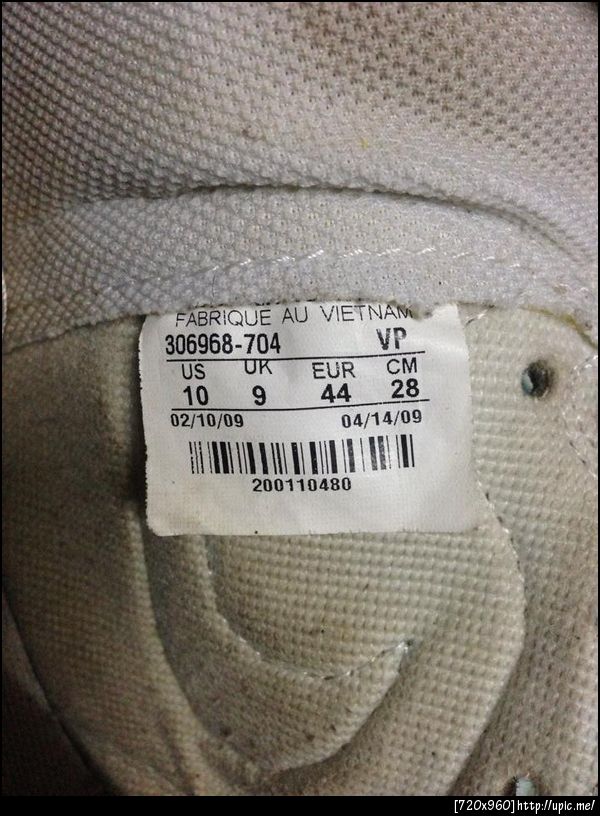 FABRIQUE AU VIETNAM
306968-704 VP
US UK EUR CM
10 9 44 28
02/10/09 04/14/09
200110480
[720x960]http://upic.me/